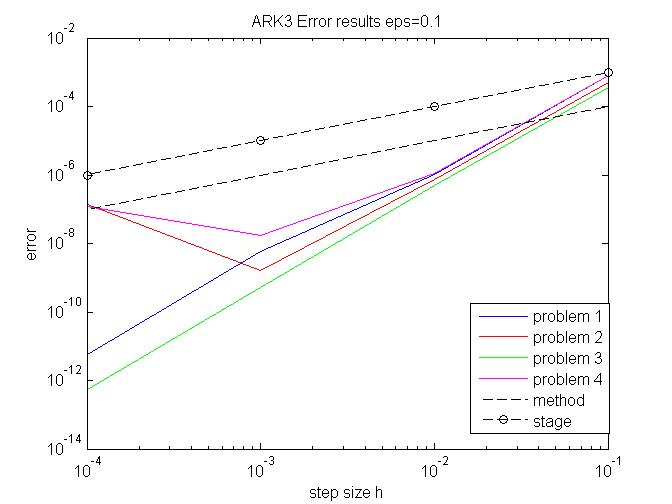 ARK3 Error results eps=0.1
10^-2
10^-4
10^-6
10^-8
10^-10
10^-12
10^-14
error
problem 1
problem 2
problem 3
problem 4
method
stage
10^-4 10^-3 10^-2 10^-1
step size h